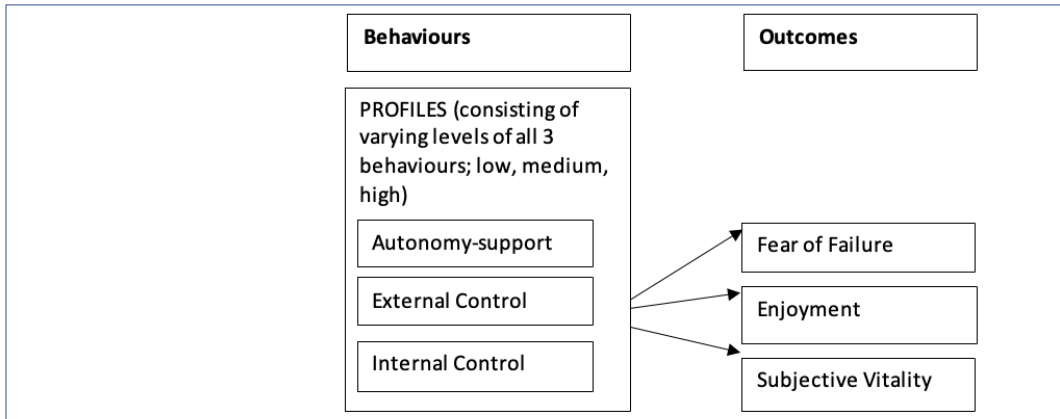 Behaviours
Outcomes
PROFILES (consisting of
varying levels of all 3
behaviours; low, medium,
high)
Autonomy-support
External Control
Internal Control
Fear of Failure
Enjoyment
Subjective Vitality